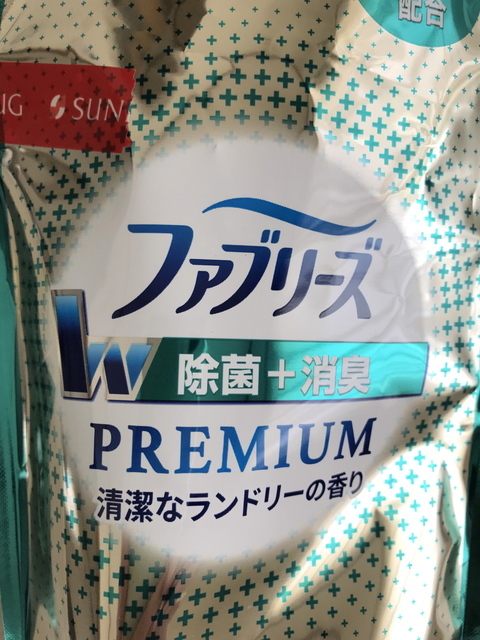 配合
UG SUN
ファブリーズ
W 除菌+消臭
PREMIUM
清潔なランドリーの香り